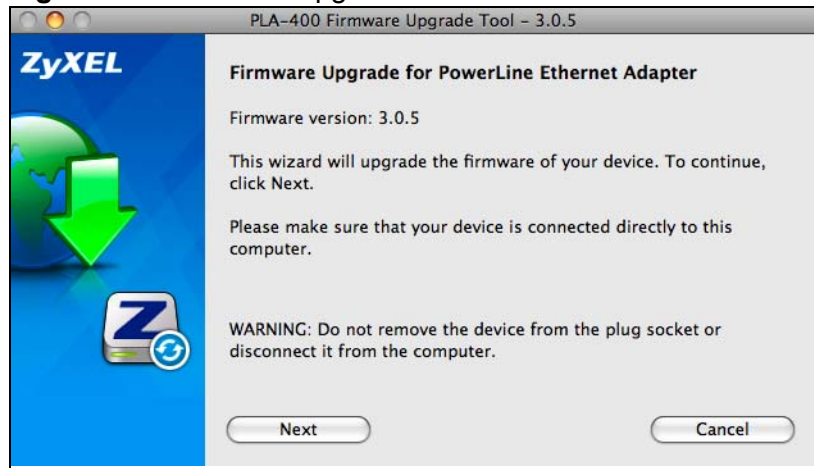 PLA-400 Firmware Upgrade Tool – 3.0.5
ZyXEL
Firmware Upgrade for PowerLine Ethernet Adapter
Firmware version: 3.0.5
This wizard will upgrade the firmware of your device. To continue,
click Next.
Please make sure that your device is connected directly to this
computer.
Z
WARNING: Do not remove the device from the plug socket or
disconnect it from the computer.
Next
Cancel